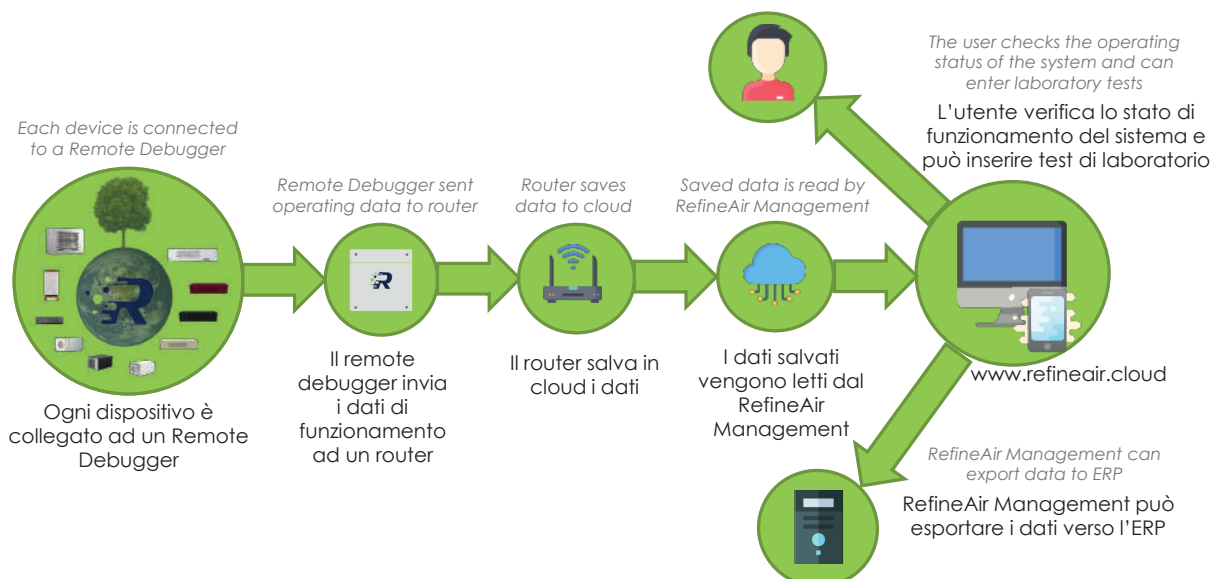 Each device is connected
to a Remote Debugger
Ogni dispositivo è
collegato ad un Remote
Debugger
Remote Debugger sent
operating data to router
Il remote
debugger invia
i dati di
funzionamento
ad un router
Router saves
data to cloud
Il router salva in
cloud i dati
Saved data is read by
RefineAir Management
I dati salvati
vengono letti dal
RefineAir
Management
The user checks the operating
status of the system and can
enter laboratory tests
L’utente verifica lo stato di
funzionamento del sistema e
può inserire test di laboratorio
www.refineair.cloud
RefineAir Management can
export data to ERP
RefineAir Management può
esportare i dati verso l’ERP